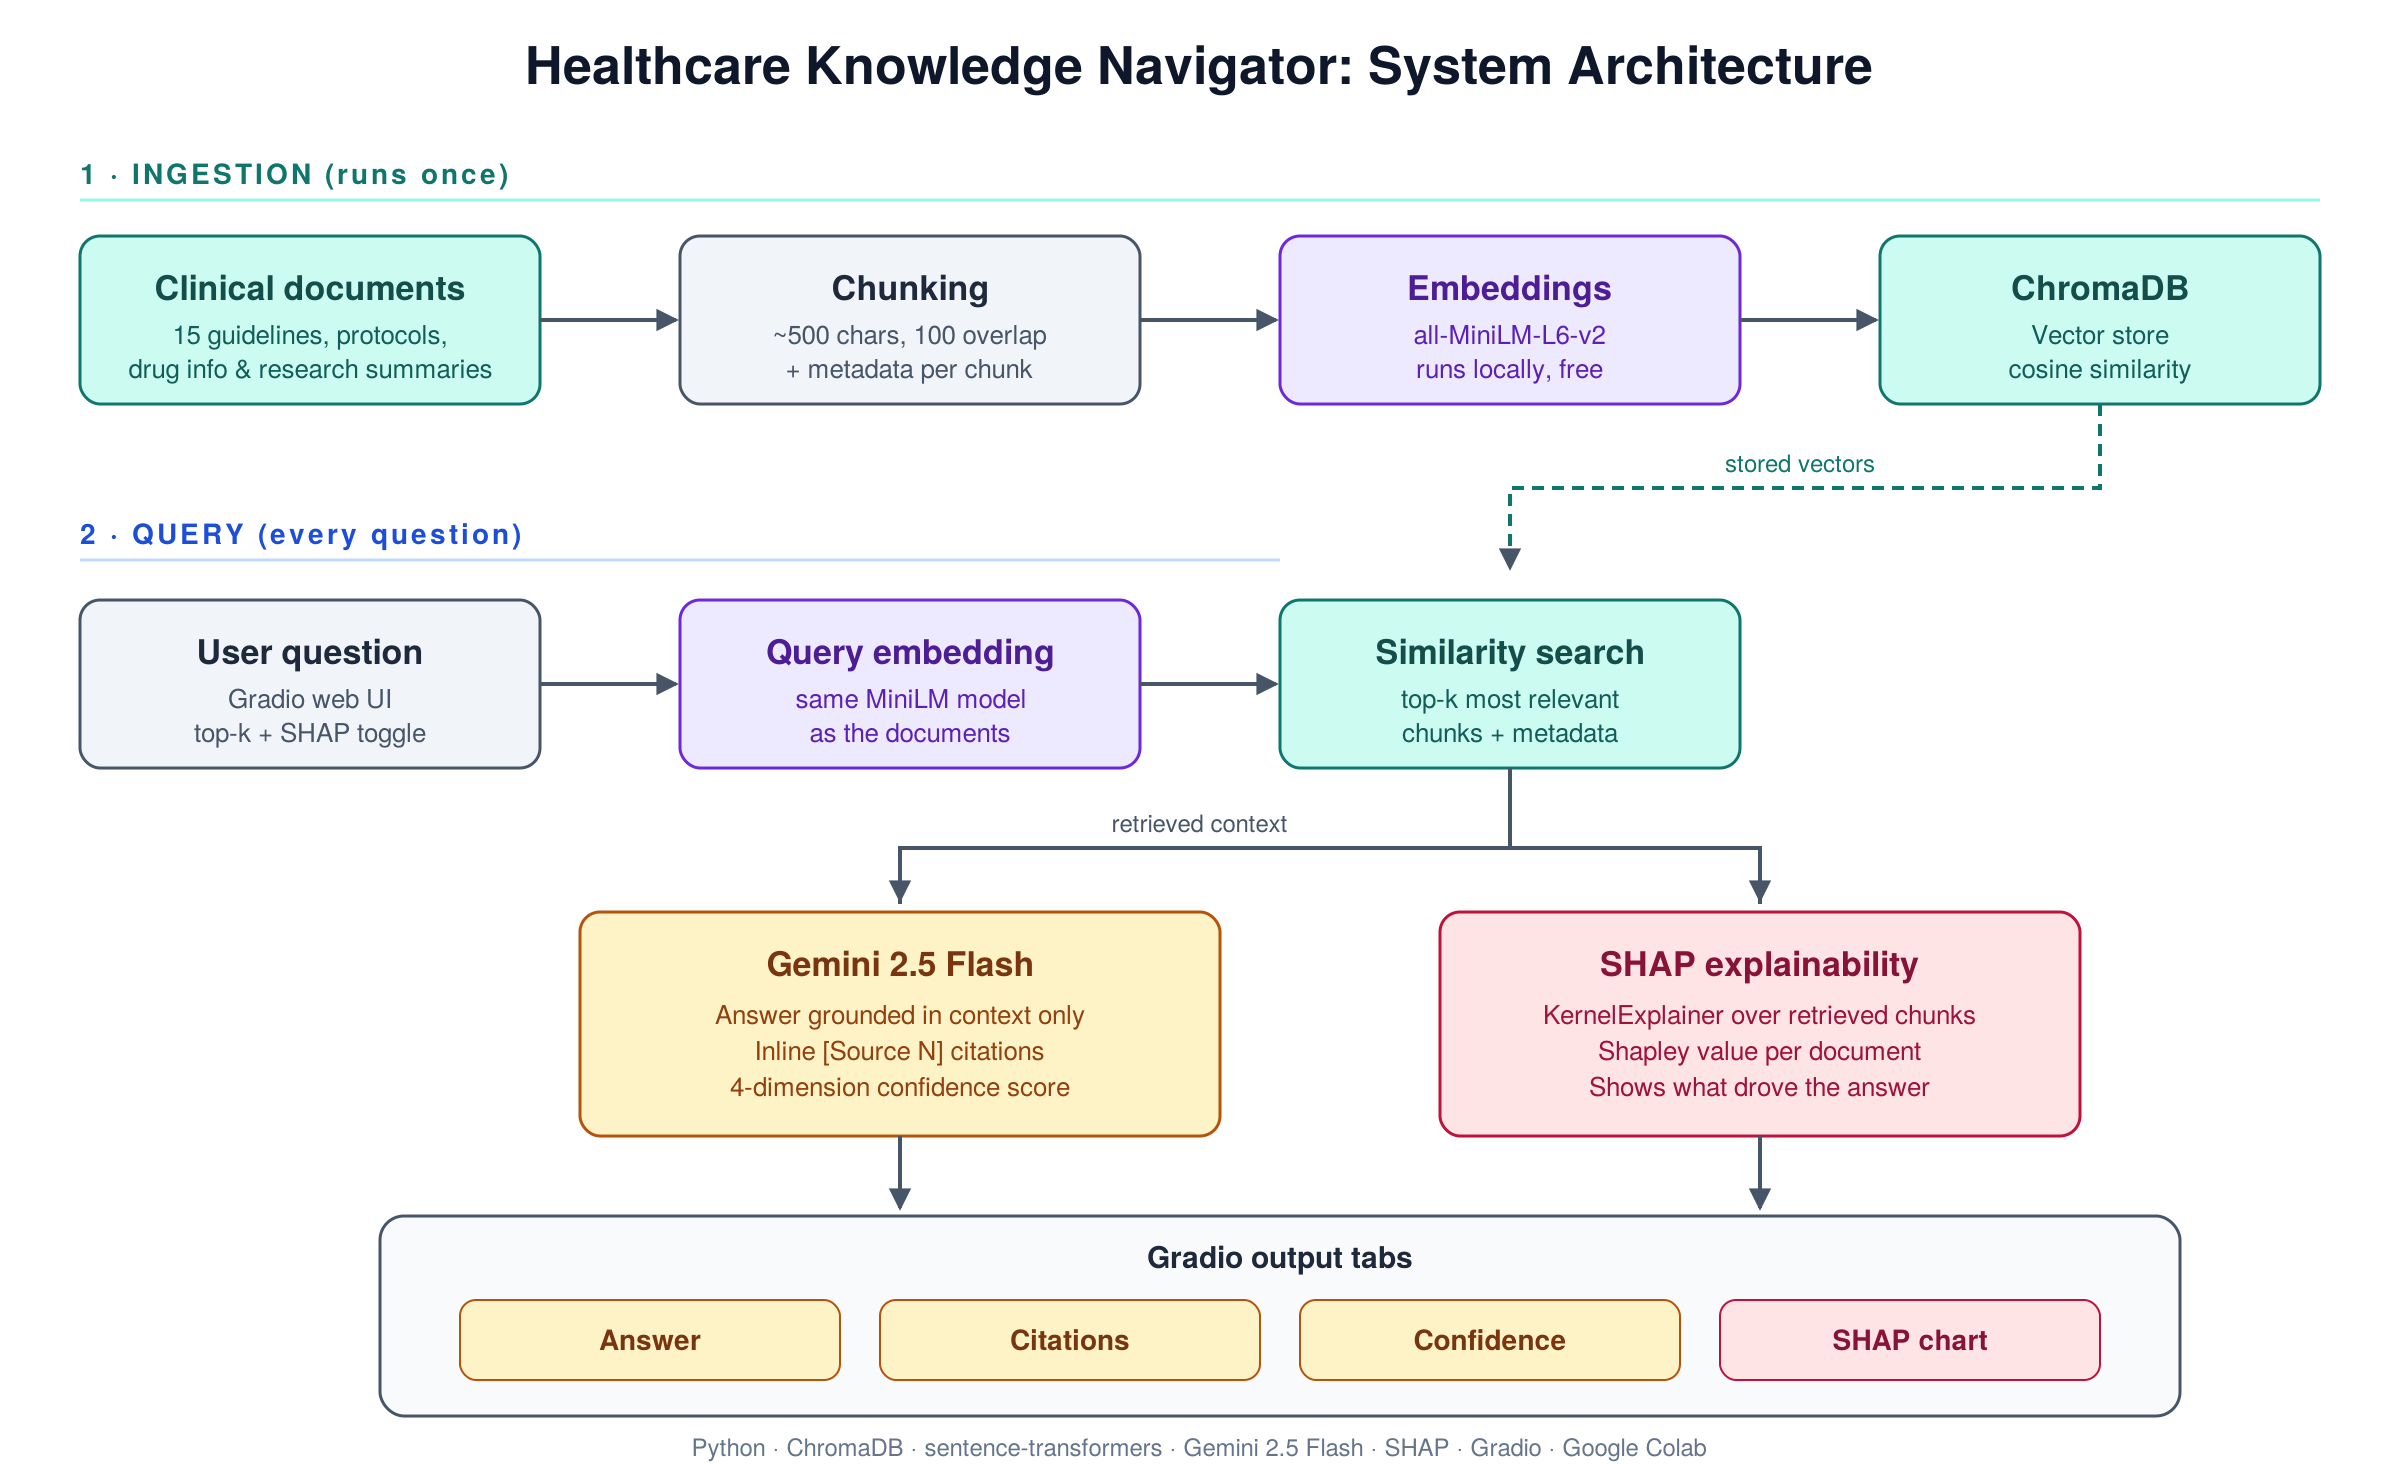 Healthcare Knowledge Navigator: System Architecture
1 · INGESTION (runs once)
Clinical documents
15 guidelines, protocols,
drug info & research summaries
Chunking
~500 chars, 100 overlap
+ metadata per chunk
Embeddings
all-MiniLM-L6-v2
runs locally, free
ChromaDB
Vector store
cosine similarity
stored vectors
2 · QUERY (every question)
User question
Gradio web UI
top-k + SHAP toggle
Query embedding
same MiniLM model
as the documents
Similarity search
top-k most relevant
chunks + metadata
retrieved context
Gemini 2.5 Flash
Answer grounded in context only
Inline [Source N] citations
4-dimension confidence score
SHAP explainability
KernelExplainer over retrieved chunks
Shapley value per document
Shows what drove the answer
Gradio output tabs
Answer
Citations
Confidence
SHAP chart
Python · ChromaDB · sentence-transformers · Gemini 2.5 Flash · SHAP · Gradio · Google Colab